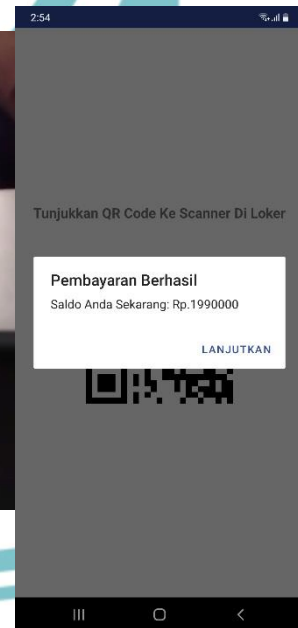 2:54
Tunjukkan QR Code Ke Scanner Di Loker
Pembayaran Berhasil
Saldo Anda Sekarang: Rp.1990000
LANJUTKAN